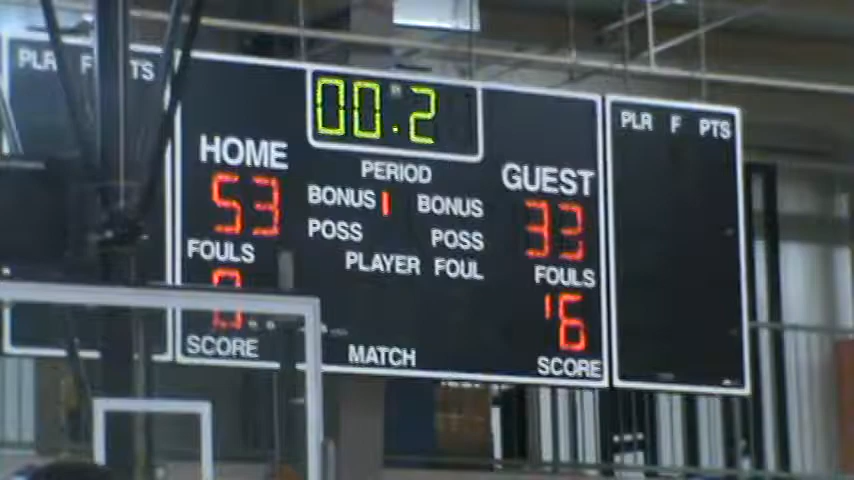 PLR F PTS
00.2
PLR F PTS
HOME
PERIOD
GUEST
53
BONUS 1 BONUS
33
POSS POSS
FOULS
PLAYER FOUL
FOULS
6
SCORE
MATCH
SCORE